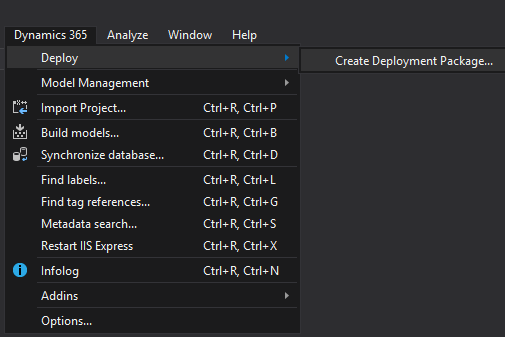 Dynamics 365 Analyze Window Help
Deploy
Create Deployment Package...
Model Management
Import Project... Ctrl+R, Ctrl+P
Build models... Ctrl+R, Ctrl+B
Synchronize database... Ctrl+R, Ctrl+D
Find labels... Ctrl+R, Ctrl+L
Find tag references... Ctrl+R, Ctrl+G
Metadata search... Ctrl+R, Ctrl+S
Restart IIS Express Ctrl+R, Ctrl+X
Infolog Ctrl+R, Ctrl+N
Addins
Options...